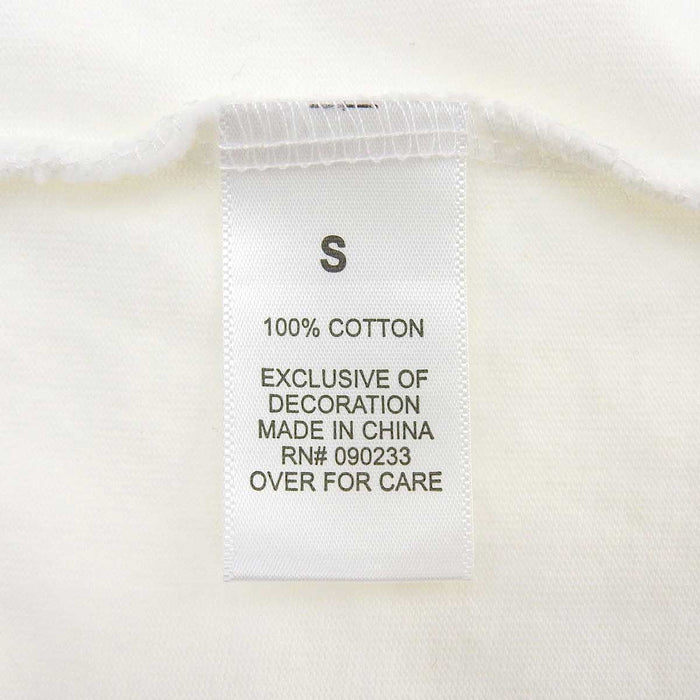 S
100% COTTON
EXCLUSIVE OF
DECORATION
MADE IN CHINA
RN# 090233
OVER FOR CARE